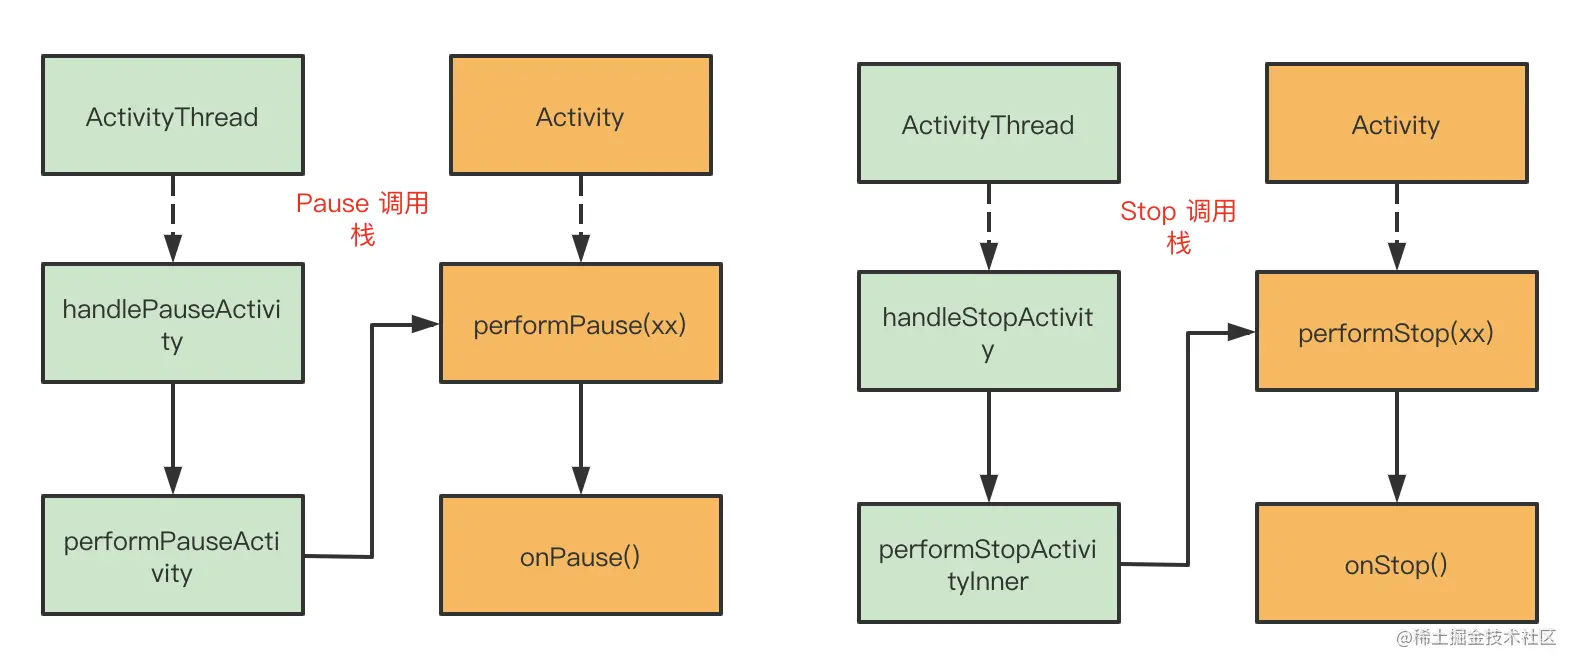 ActivityThread
Activity
Pause 调用
栈
handlePauseActivi
ty
performPause(xx)
performPauseActi
vity
onPause()
ActivityThread
Activity
Stop 调用
栈
handleStopActivit
y
performStop(xx)
performStopActivi
tyInner
onStop()
@稀土掘金技术社区